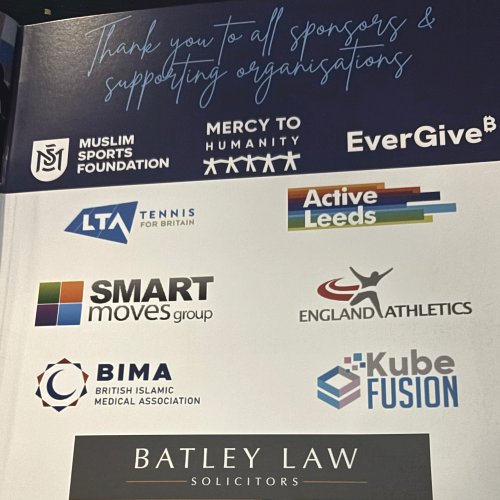 Thank you to all sponsors &
supporting organisations
MUSLIM
SPORTS
FOUNDATION
MERCY TO
HUMANITY
EverGive₿
LTA TENNIS
FOR BRITAIN
Active
Leeds
SMART
moves group
ENGLAND ATHLETICS
BIMA
BRITISH ISLAMIC
MEDICAL ASSOCIATION
Kube
FUSION
BATLEY LAW
SOLICITORS